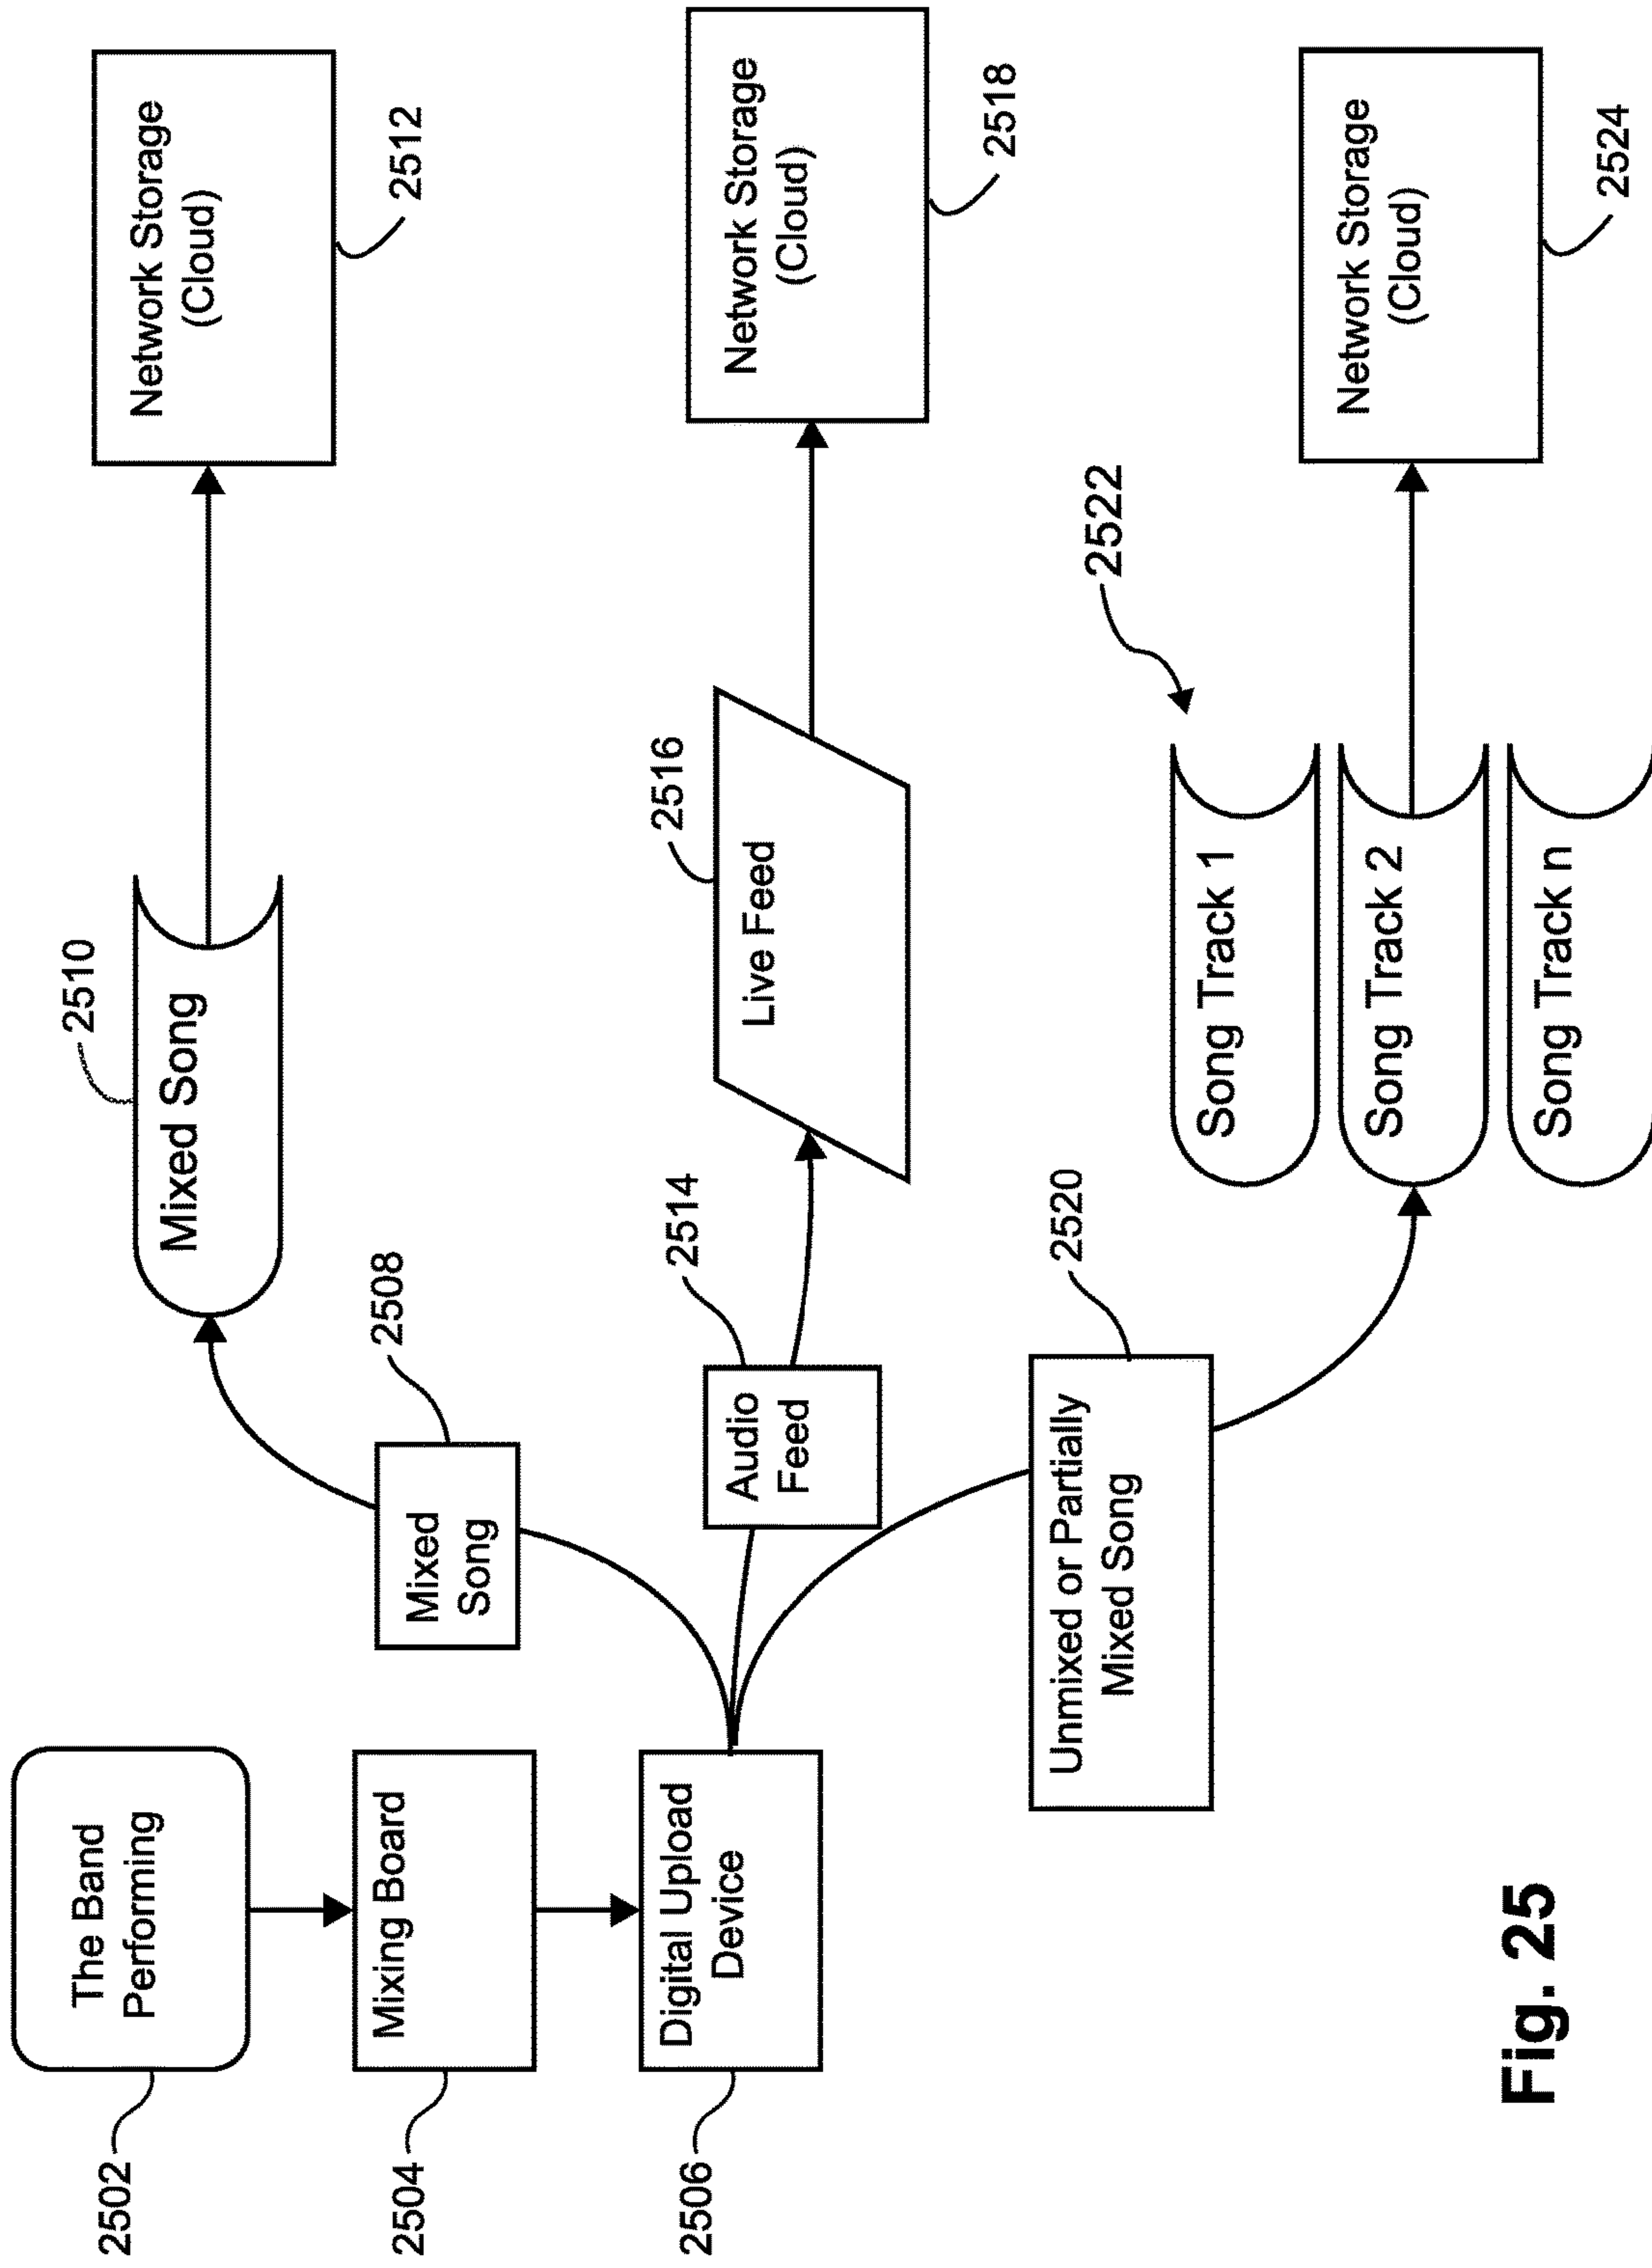 2502
The Band
Performing
2504
Mixing Board
2506
Digital Upload
Device
2508
Mixed
Song
2510
Mixed Song
2512
Network Storage
(Cloud)
2514
Audio
Feed
2516
Live Feed
2518
Network Storage
(Cloud)
2520
Unmixed or Partially
Mixed Song
2522
Song Track 1
Song Track 2
Song Track n
2524
Network Storage
(Cloud)
Fig. 25